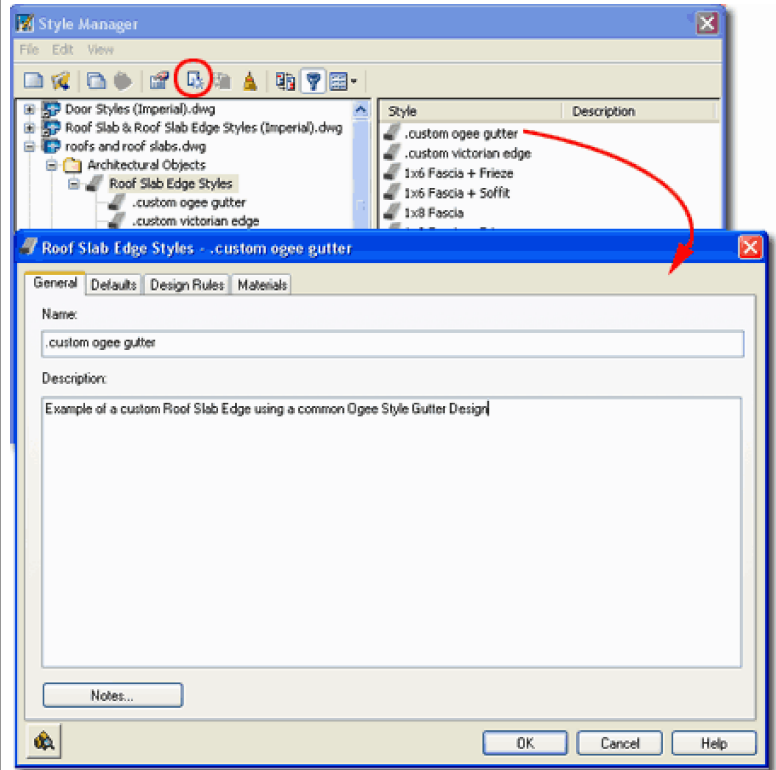 Style Manager
File Edit View
Door Styles (Imperial).dwg
Roof Slab & Roof Slab Edge Styles (Imperial).dwg
roofs and roof slabs.dwg
Architectural Objects
Roof Slab Edge Styles
.custom ogee gutter
.custom victorian edge
Style Description
.custom ogee gutter
.custom victorian edge
1x6 Fascia + Frieze
1x6 Fascia + Soffit
1x8 Fascia
Roof Slab Edge Styles - .custom ogee gutter
General Defaults Design Rules Materials
Name:
.custom ogee gutter
Description:
Example of a custom Roof Slab Edge using a common Ogee Style Gutter Design
Notes...
OK Cancel Help